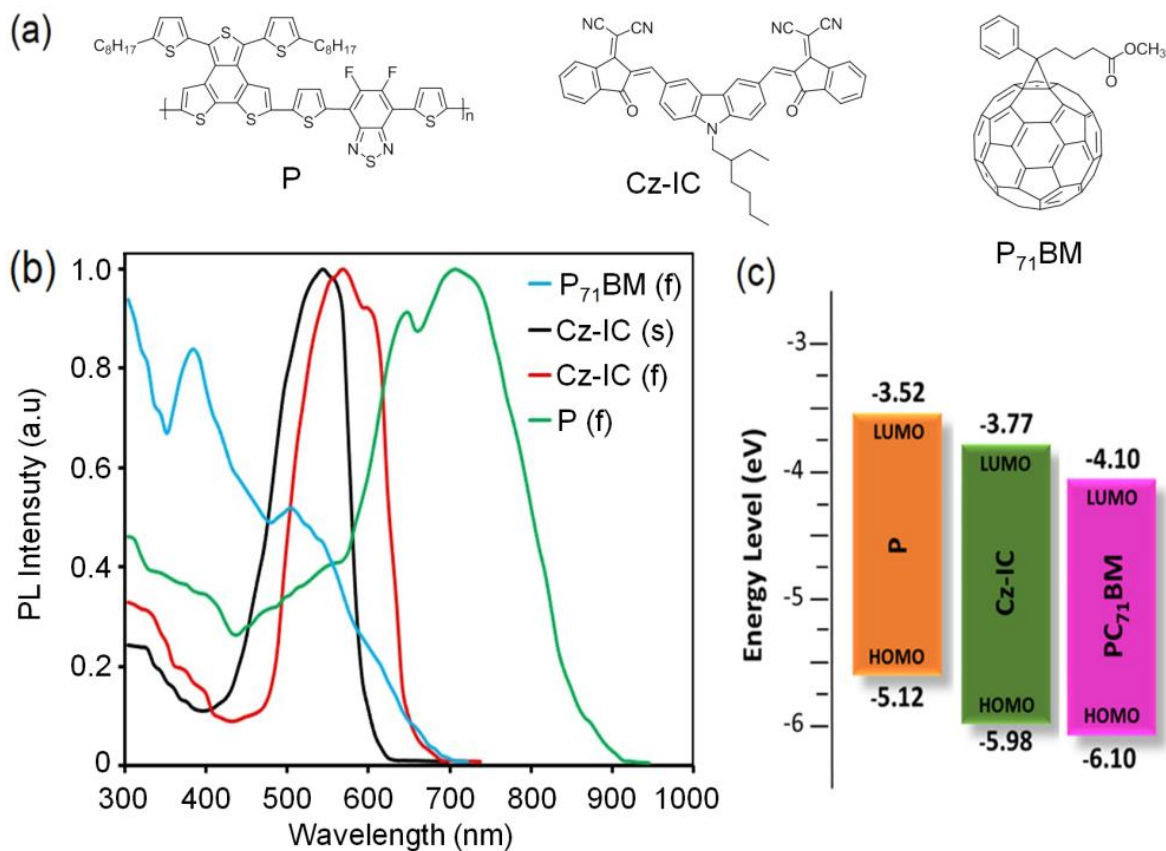 (a)
C8H17 S S S C8H17
S S S F F S n
N S N
P
NC CN NC CN
O O
N
Cz-IC
O OCH3
P71BM
(b)
PL Intensuty (a.u)
1.0
0.8
0.6
0.4
0.2
0
300 400 500 600 700 800 900 1000
Wavelength (nm)
P71BM (f)
Cz-IC (s)
Cz-IC (f)
P (f)
(c)
Energy Level (eV)
-3
-4
-5
-6
-3.52
LUMO
P
HOMO
-5.12
-3.77
LUMO
Cz-IC
HOMO
-5.98
-4.10
LUMO
PC71BM
HOMO
-6.10